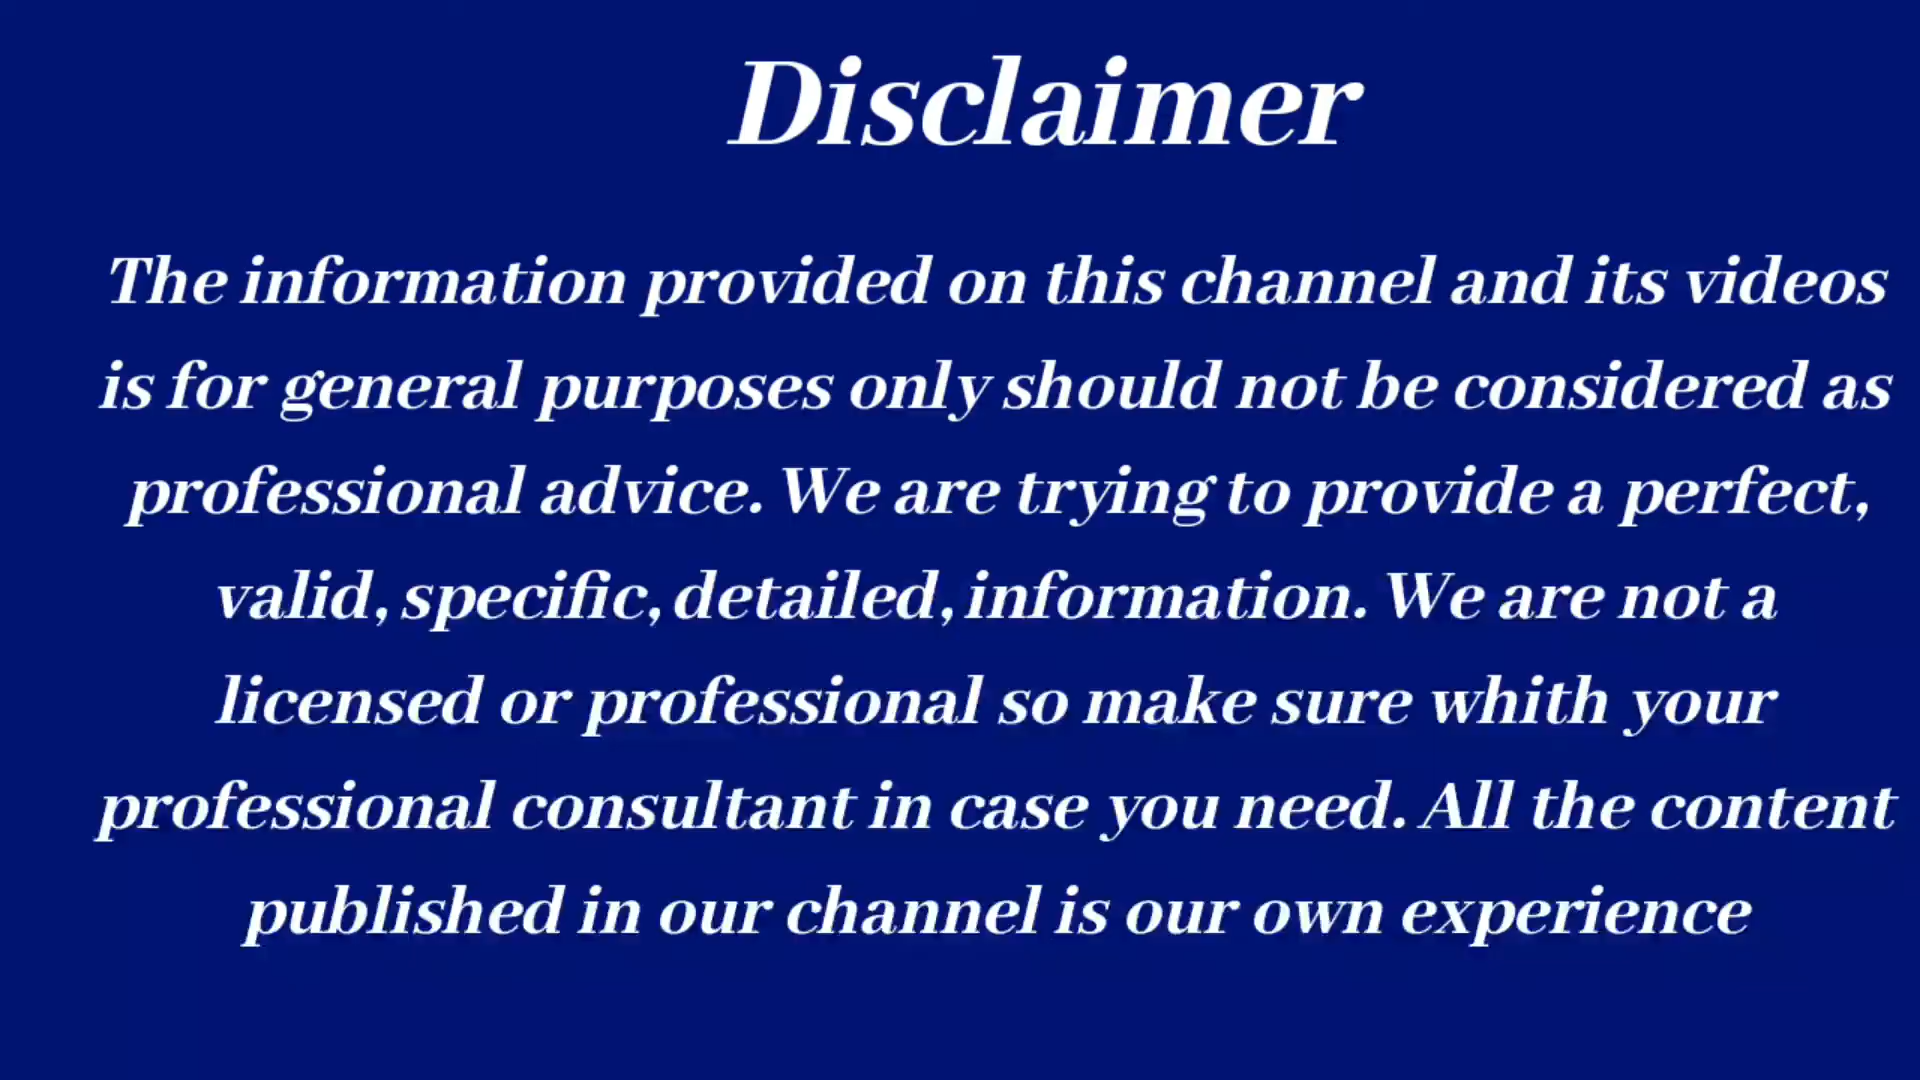 Disclaimer
The information provided on this channel and its videos
is for general purposes only should not be considered as
professional advice. We are trying to provide a perfect,
valid, specific, detailed, information. We are not a
licensed or professional so make sure whith your
professional consultant in case you need. All the content
published in our channel is our own experience